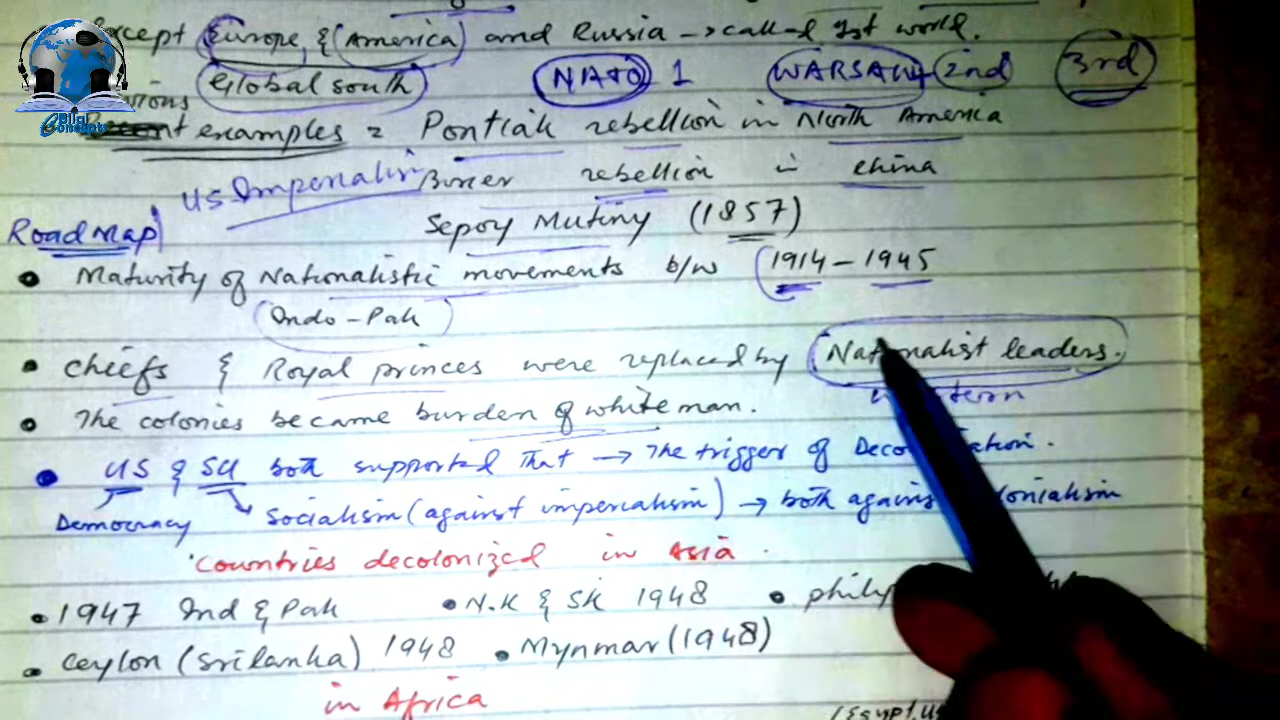 except Europe, & (America) and Russia → called 1st world.
Global south NATO 1 WARSAW 2nd 3rd
examples = Pontiak rebellion in North America
US Imperialism Boxer rebellion in China
Road map Sepoy Mutiny (1857)
• Maturity of Nationalistic movements b/w (1914 – 1945
(Indo-Pak)
• chiefs & Royal princes were replaced by Nationalist leaders.
• The colonies became burden of white man.
• US & SU both supported that → The trigger of
Democracy Socialism (against imperialism) → both
Countries decolonized in Asia.
• 1947 Ind & Pak • N.K & SK 1948 •
• Ceylon (Srilanka) 1948 • Mynmar (1948)
in Africa
Bilgi
Concepts